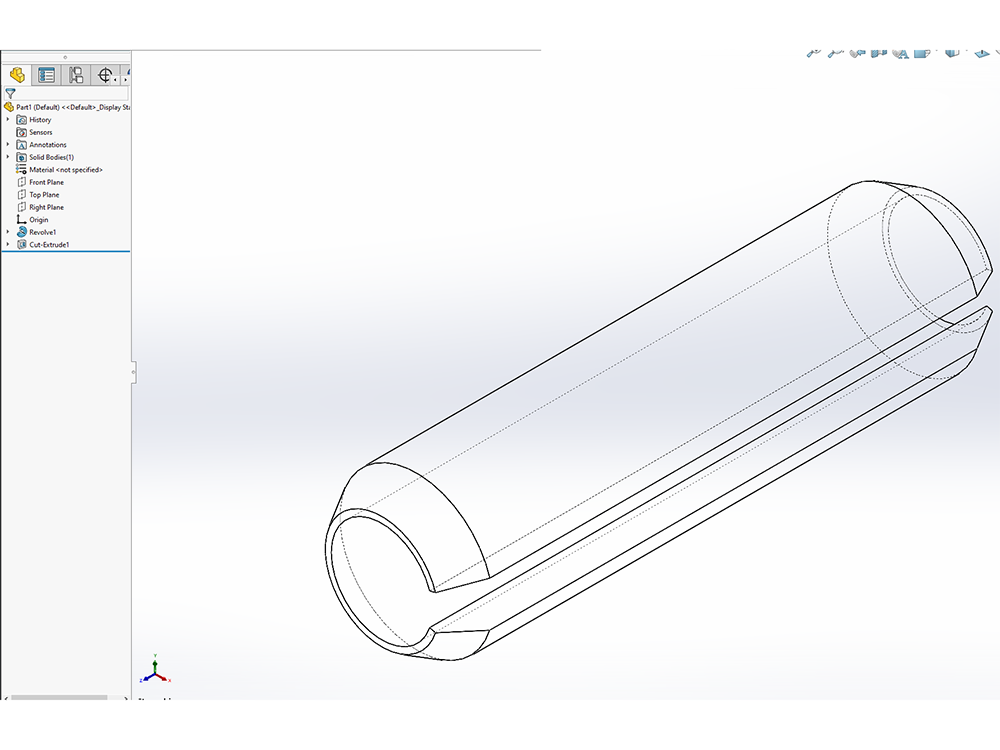 Part1 (Default) <<Default>_Display Sta
History
Sensors
Annotations
Solid Bodies(1)
Material <not specified>
Front Plane
Top Plane
Right Plane
Origin
Revolve1
Cut-Extrude1
Y
Z
X